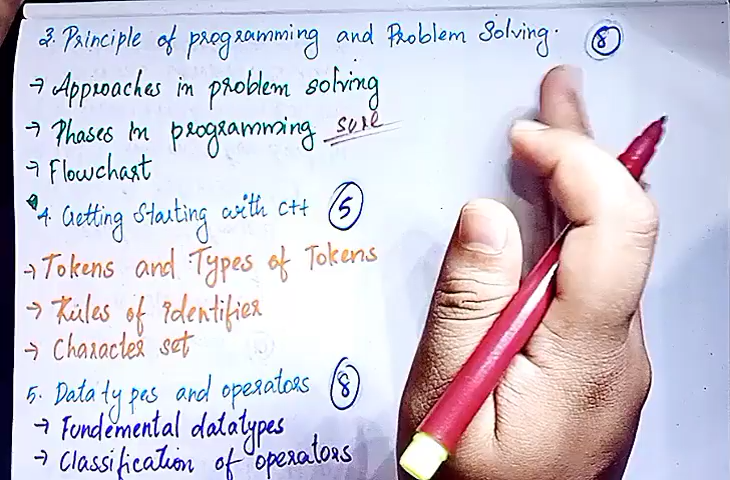 3. Principle of programming and Problem Solving. 8
→ Approaches in problem solving
→ Phases in programming sure
→ Flowchart
4. Getting Starting with C++ 5
→ Tokens and Types of Tokens
→ Rules of identifier
→ Character set
5. Datatypes and operators 8
→ Fundemental datatypes
→ Classification of operators